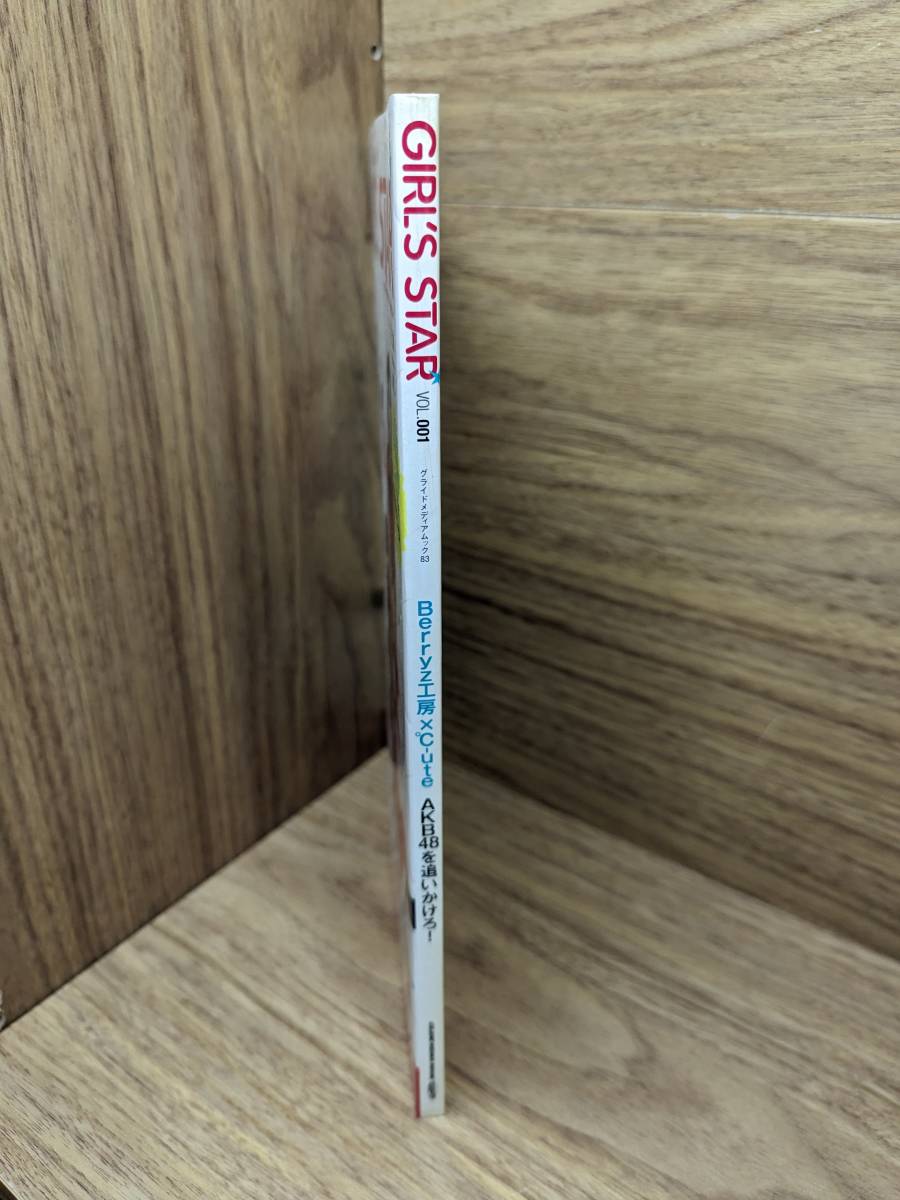 GIRL'S STAR
VOL.001
グライドメディアムック83
Berryz工房×℃-ute
AKB48を追いかけろ!